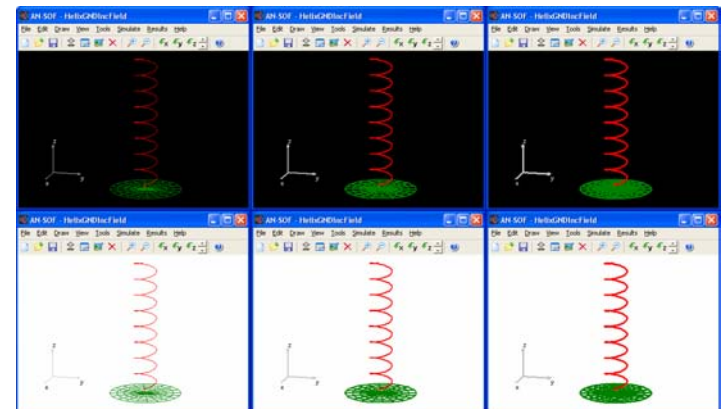 AN-SOF - HelixGNDIncField
File Edit Draw View Tools Simulate Results Help
AN-SOF - HelixGNDIncField
File Edit Draw View Tools Simulate Results Help
AN-SOF - HelixGNDIncField
File Edit Draw View Tools Simulate Results Help
z
x y
z
x y
z
x y
AN-SOF - HelixGNDIncField
File Edit Draw View Tools Simulate Results Help
AN-SOF - HelixGNDIncField
File Edit Draw View Tools Simulate Results Help
AN-SOF - HelixGNDIncField
File Edit Draw View Tools Simulate Results Help
z
x y
z
x y
z
x y